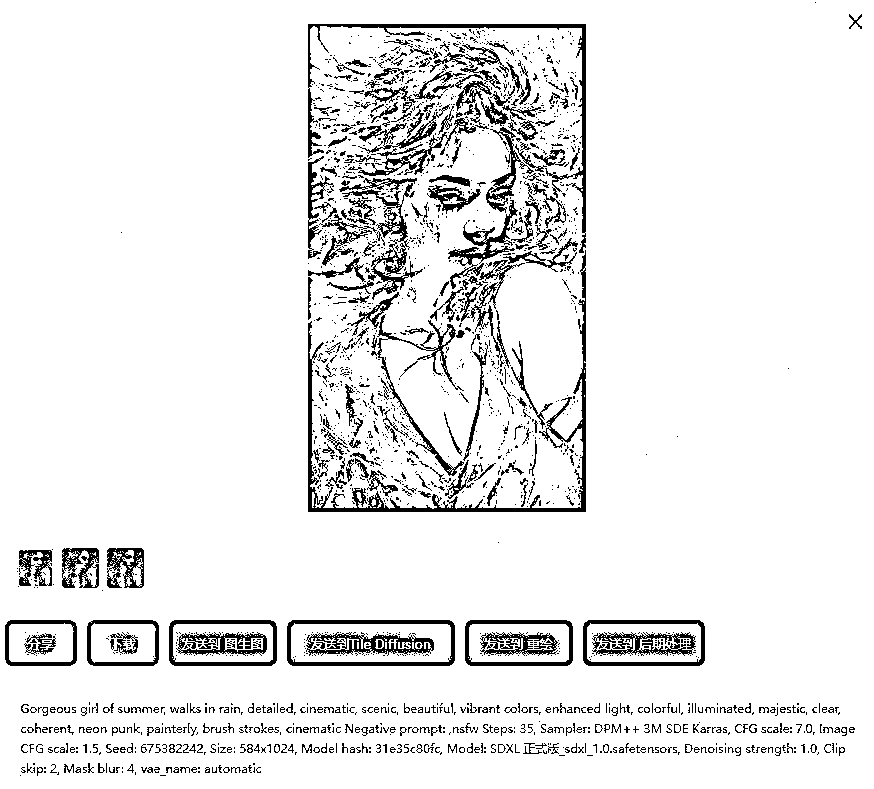 分享 下载 发送到 图生图 发送到Tile Diffusion 发送到 重绘 发送到 后期处理
Gorgeous girl of summer, walks in rain, detailed, cinematic, scenic, beautiful, vibrant colors, enhanced light, colorful, illuminated, majestic, clear,
coherent, neon punk, painterly, brush strokes, cinematic Negative prompt: ,nsfw Steps: 35, Sampler: DPM++ 3M SDE Karras, CFG scale: 7.0, Image
CFG scale: 1.5, Seed: 675382242, Size: 584x1024, Model hash: 31e35c80fc, Model: SDXL 正式版_sdxl_1.0.safetensors, Denoising strength: 1.0, Clip
skip: 2, Mask blur: 4, vae_name: automatic